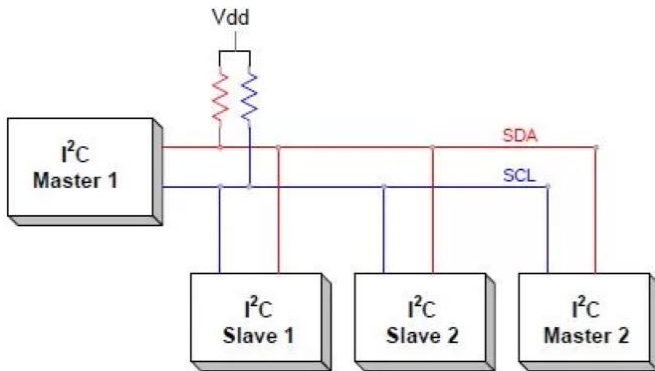 Vdd
I²C
Master 1
SDA
SCL
I²C
Slave 1
I²C
Slave 2
I²C
Master 2